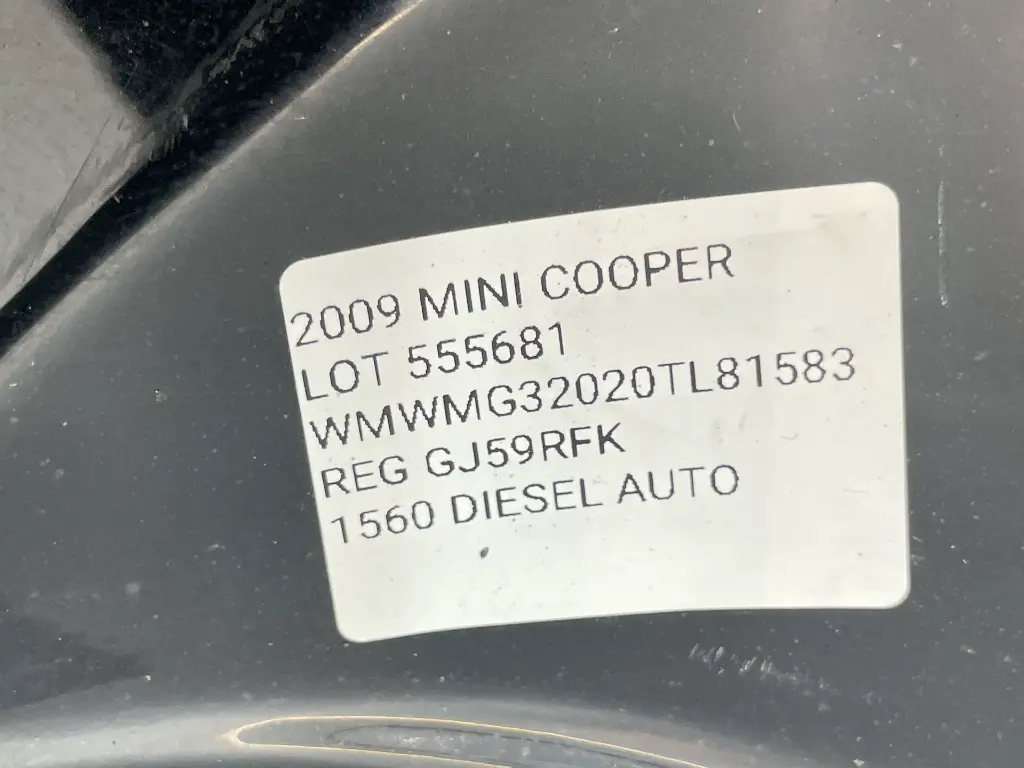 2009 MINI COOPER
LOT 555681
WMWMG32020TL81583
REG GJ59RFK
1560 DIESEL AUTO